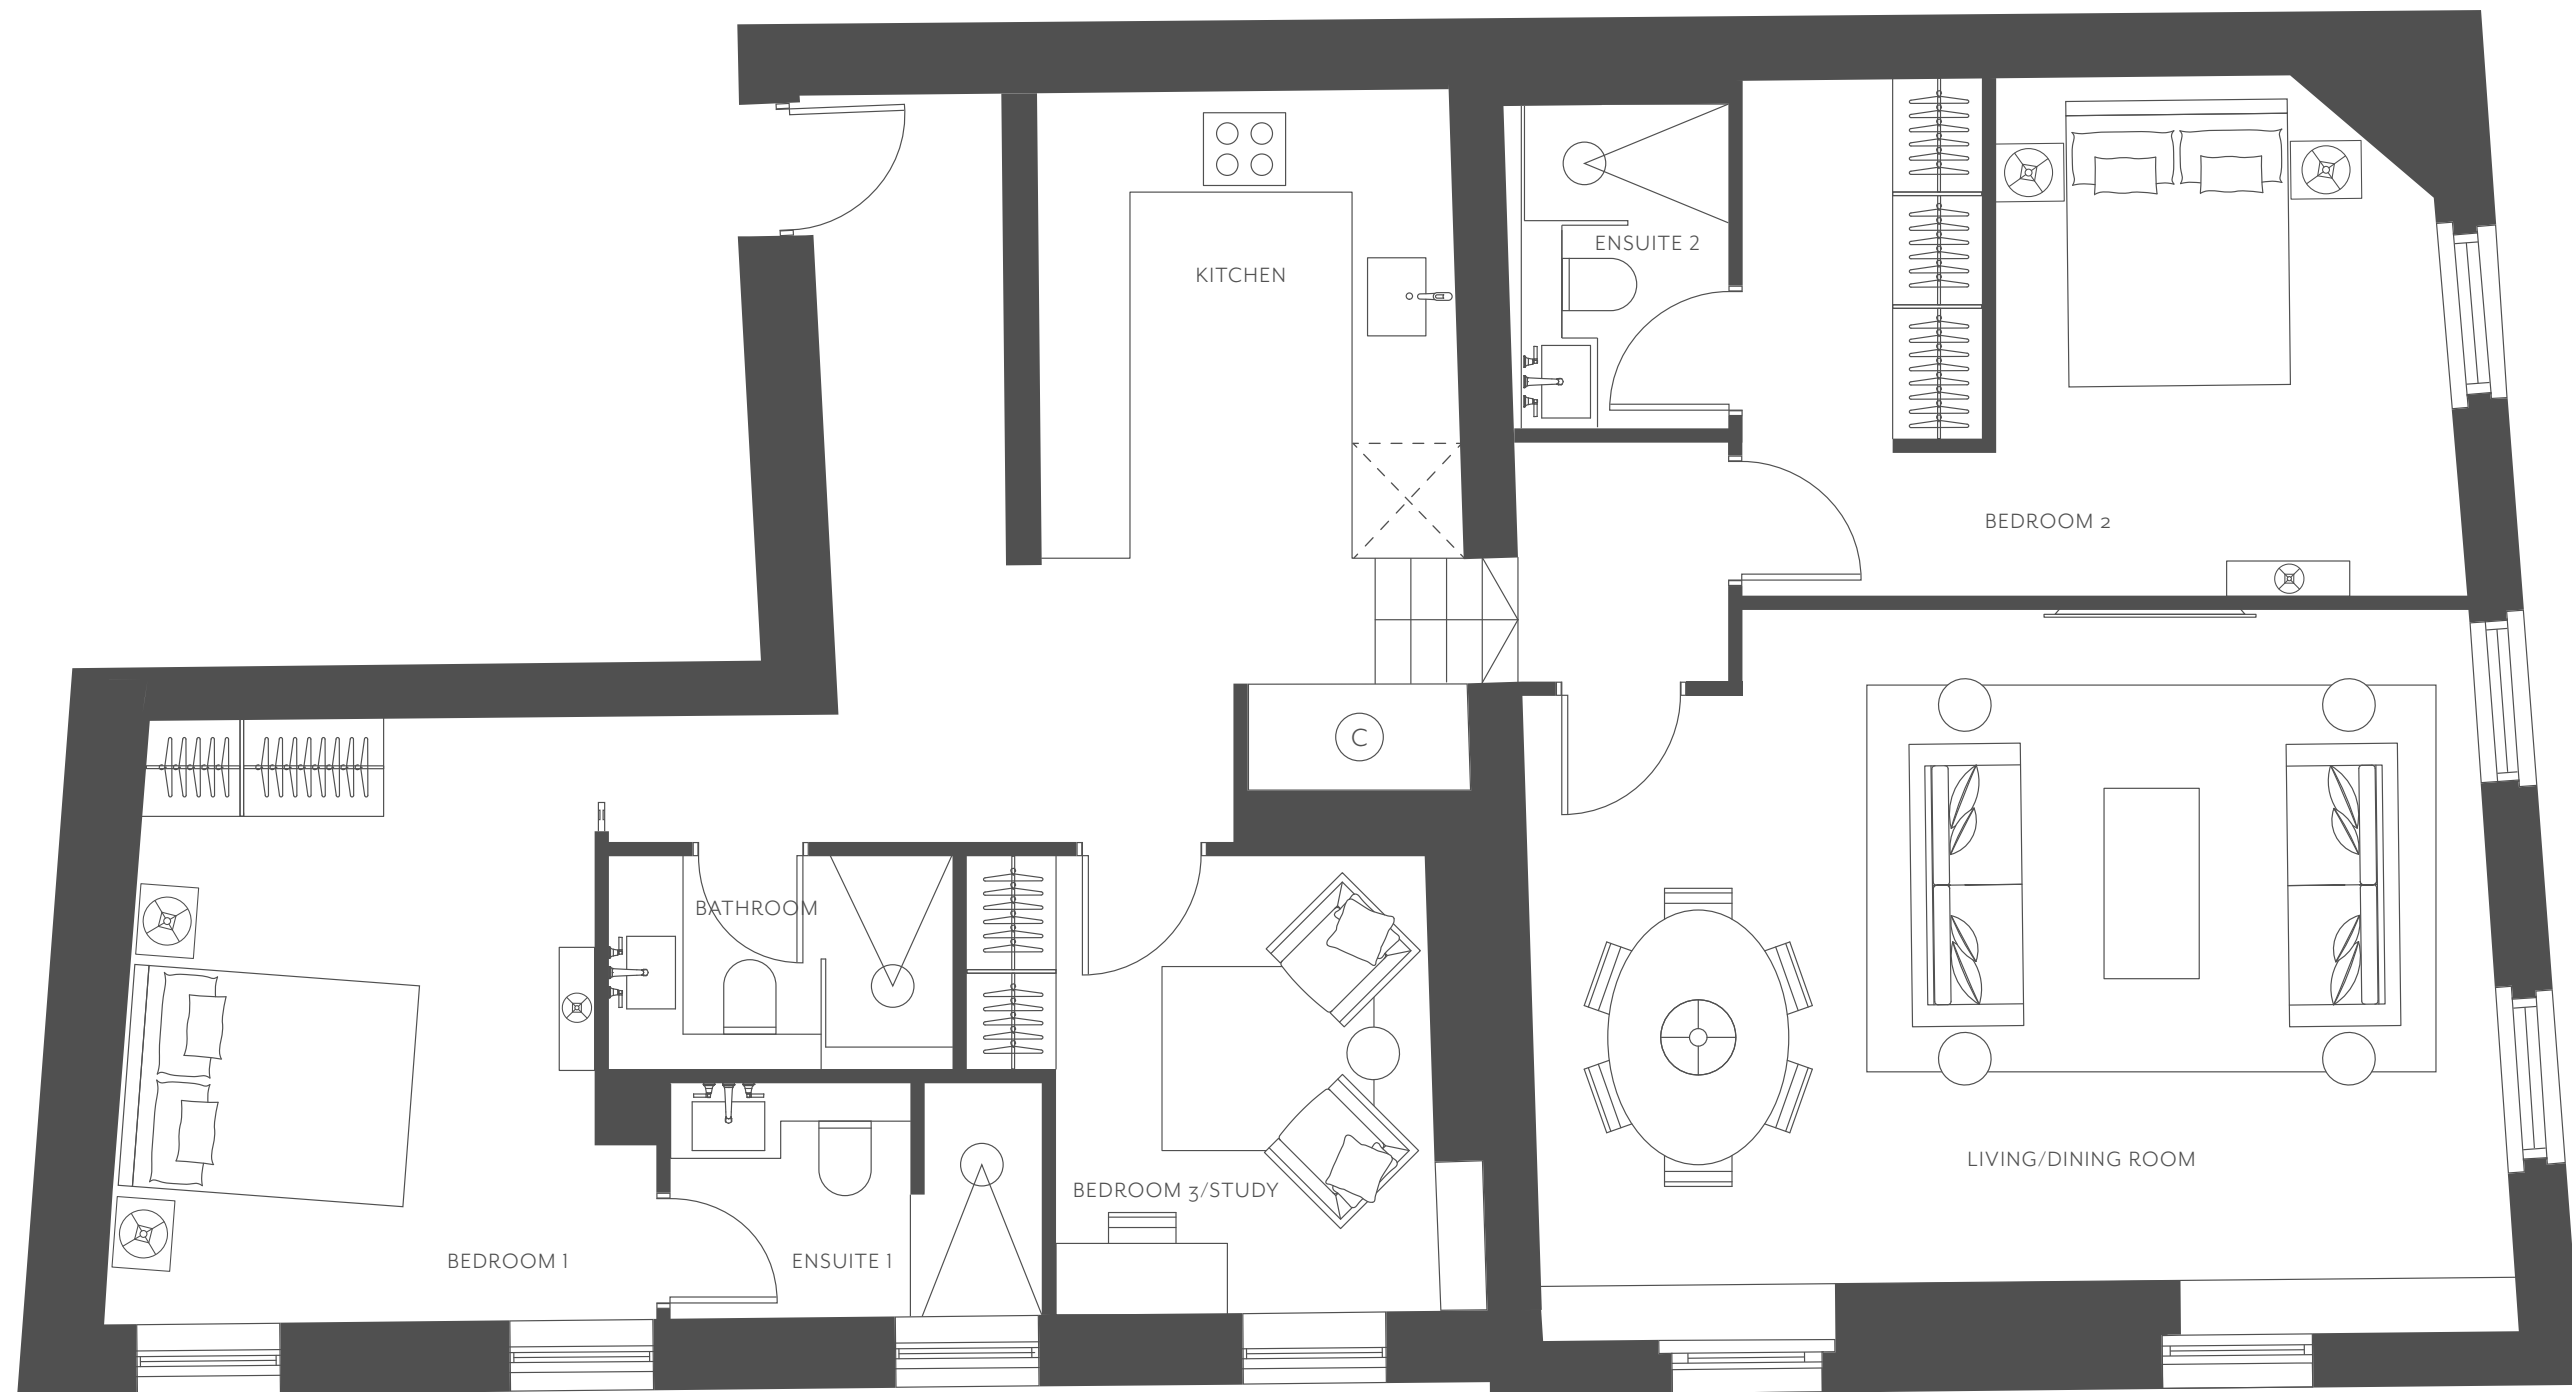 ENSUITE 2
KITCHEN
BEDROOM 2
C
BATHROOM
LIVING/DINING ROOM
BEDROOM 3/STUDY
BEDROOM 1
ENSUITE 1